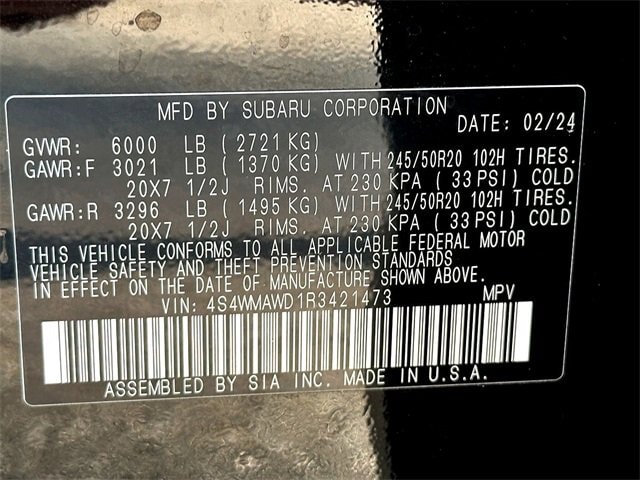 MFD BY SUBARU CORPORATION
DATE: 02/24
GVWR: 6000 LB (2721 KG)
GAWR:F 3021 LB (1370 KG) WITH 245/50R20 102H TIRES.
20X7 1/2J RIMS. AT 230 KPA (33 PSI) COLD
GAWR:R 3296 LB (1495 KG) WITH 245/50R20 102H TIRES.
20X7 1/2J RIMS. AT 230 KPA (33 PSI) COLD
THIS VEHICLE CONFORMS TO ALL APPLICABLE FEDERAL MOTOR
VEHICLE SAFETY AND THEFT PREVENTION STANDARDS
IN EFFECT ON THE DATE OF MANUFACTURE SHOWN ABOVE.
VIN: 4S4WMAWD1R3421473 MPV
ASSEMBLED BY SIA INC. MADE IN U.S.A.